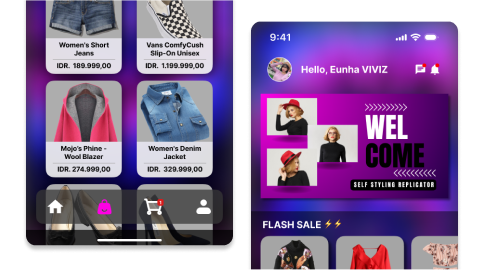 Women's Short
Jeans
IDR. 189.999,00
Vans ComfyCush
Slip-On Unisex
IDR. 1.199.999,00
Mojo's Phine -
Wool Blazer
IDR. 274.999,00
Women's Denim
Jacket
IDR. 329.999,00
9:41
Hello, Eunha VIVIZ
WEL
COME
SELF STYLING REPLICATOR
FLASH SALE ⚡⚡